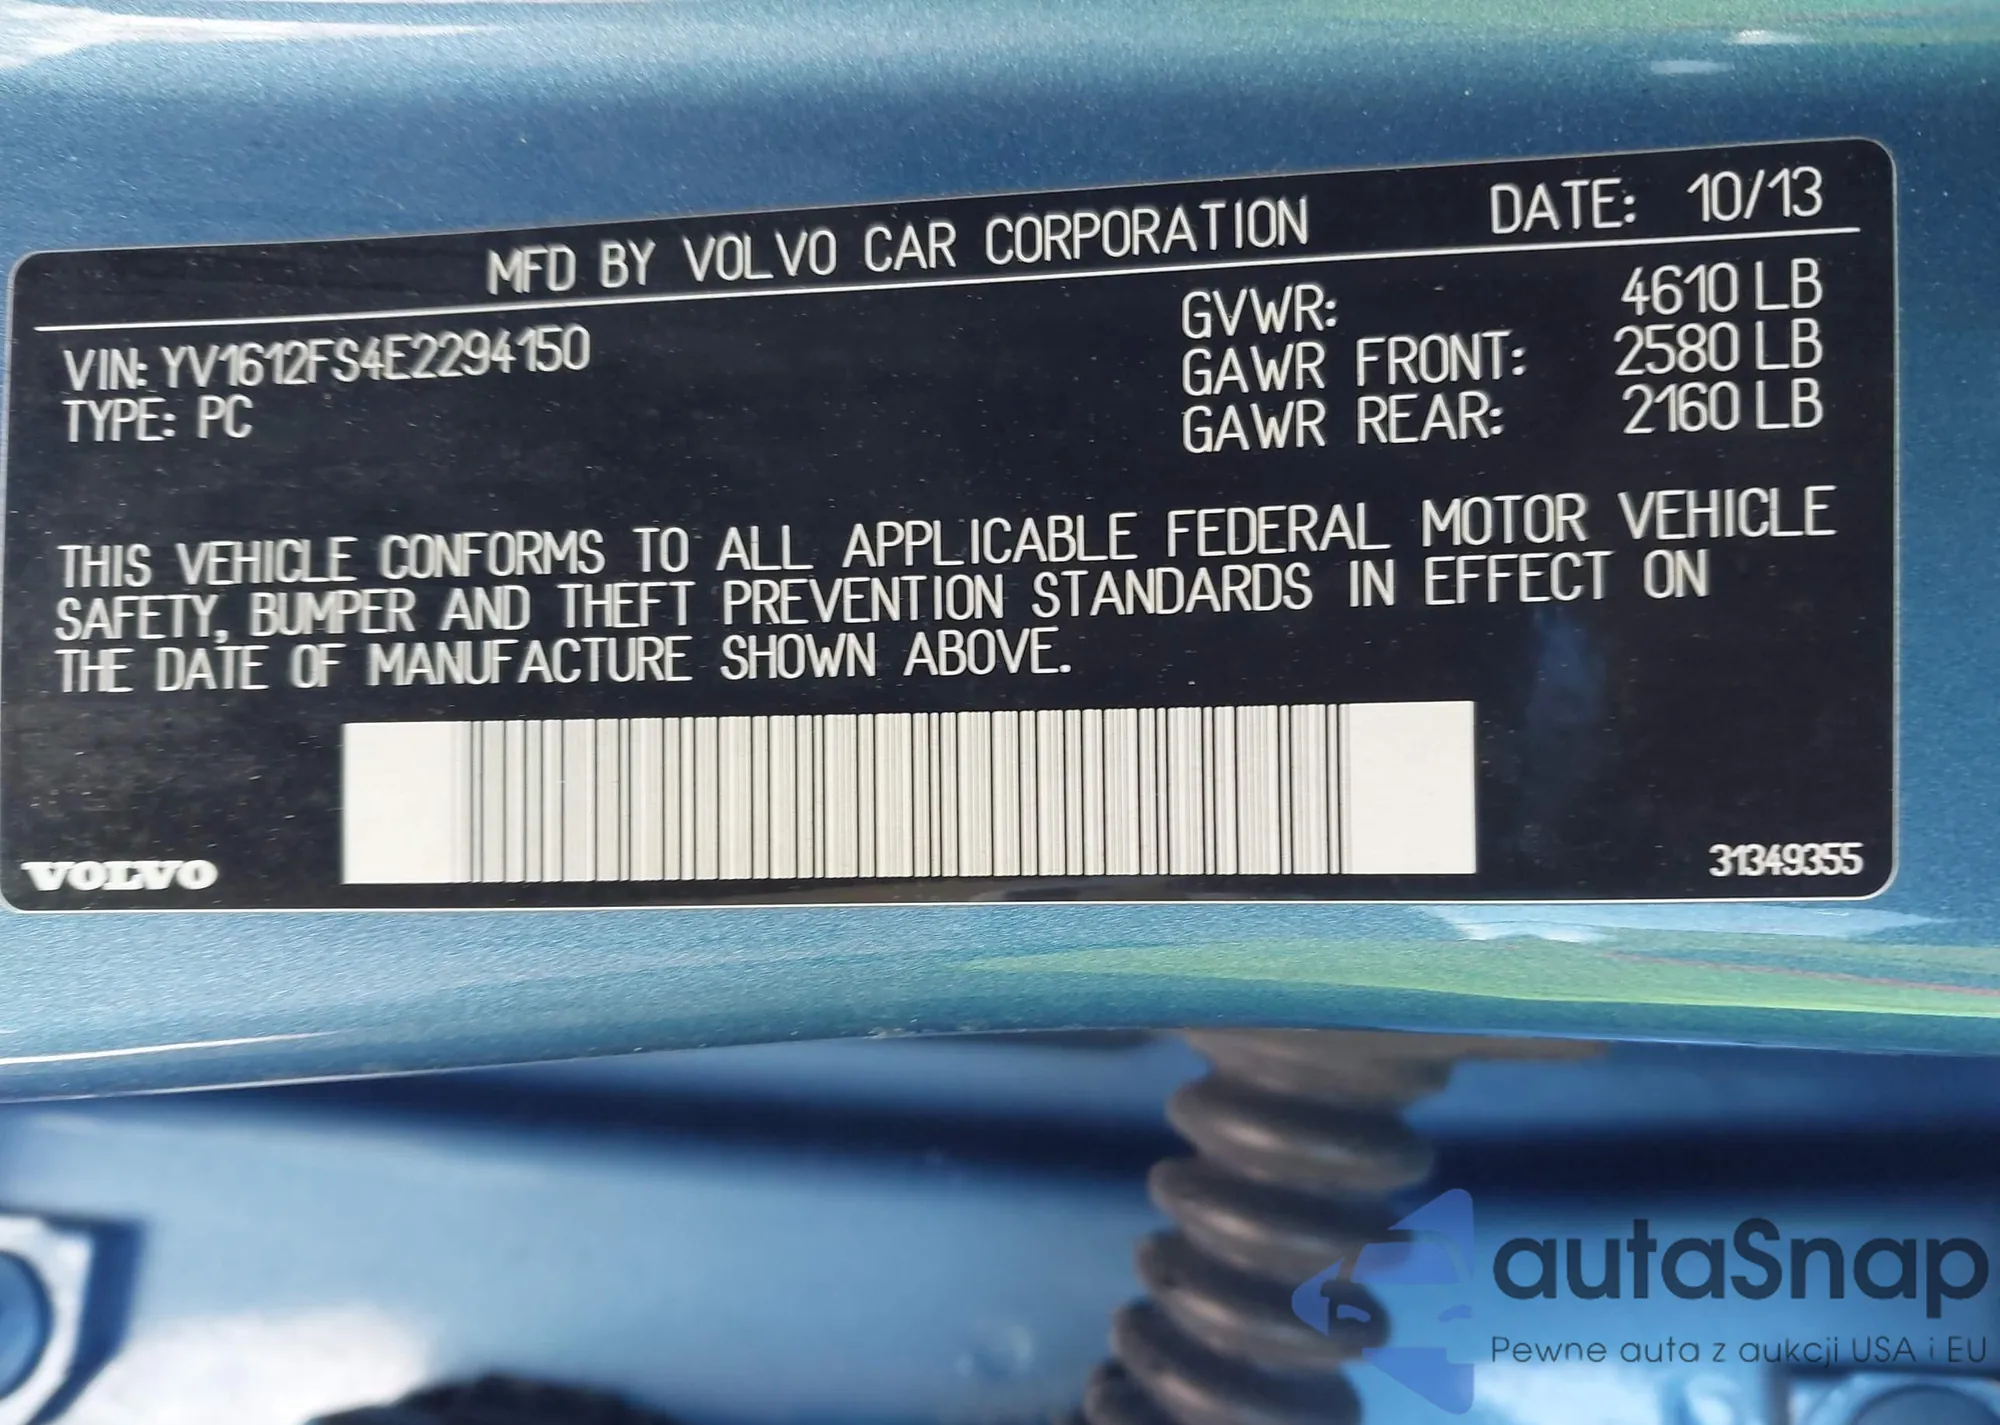 MFD BY VOLVO CAR CORPORATION DATE: 10/13
VIN: YV1612FS4E2294150
TYPE: PC
GVWR: 4610 LB
GAWR FRONT: 2580 LB
GAWR REAR: 2160 LB
THIS VEHICLE CONFORMS TO ALL APPLICABLE FEDERAL MOTOR VEHICLE
SAFETY, BUMPER AND THEFT PREVENTION STANDARDS IN EFFECT ON
THE DATE OF MANUFACTURE SHOWN ABOVE.
VOLVO
31349355
autaSnap
Pewne auta z aukcji USA i EU